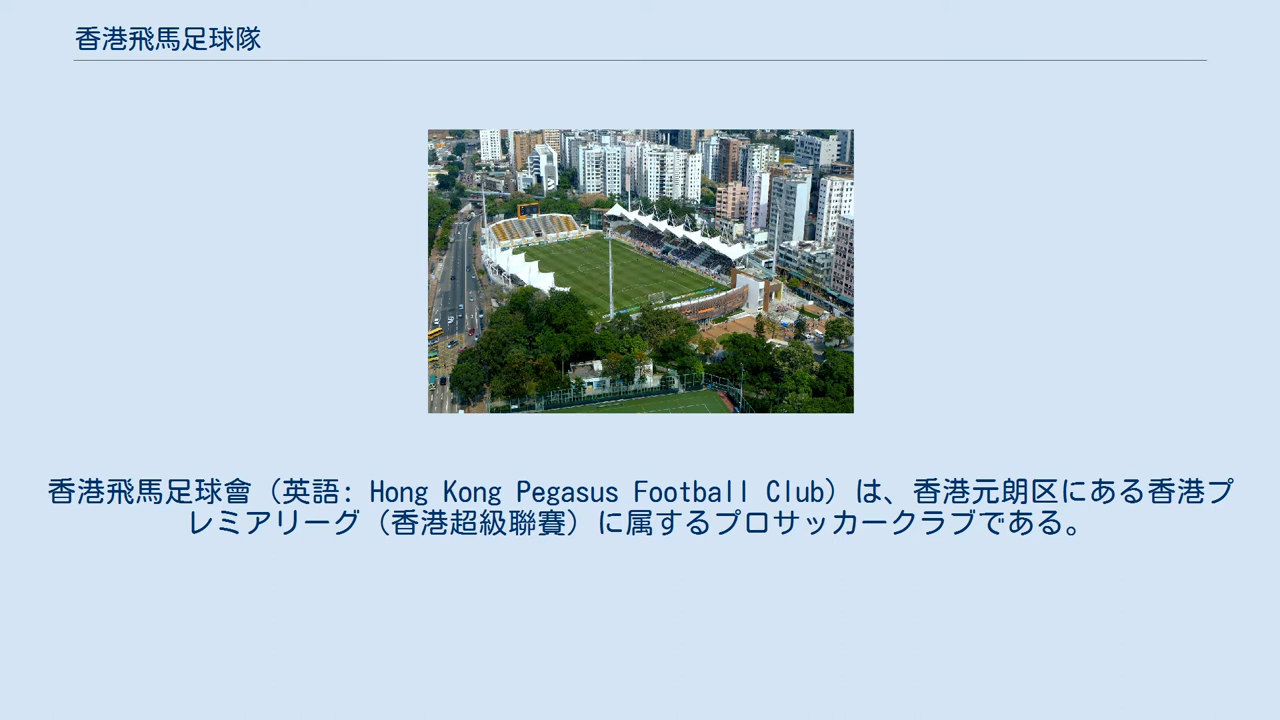 香港飛馬足球隊
香港飛馬足球會（英語: Hong Kong Pegasus Football Club）は、香港元朗区にある香港プ
レミアリーグ（香港超級聯賽）に属するプロサッカークラブである。